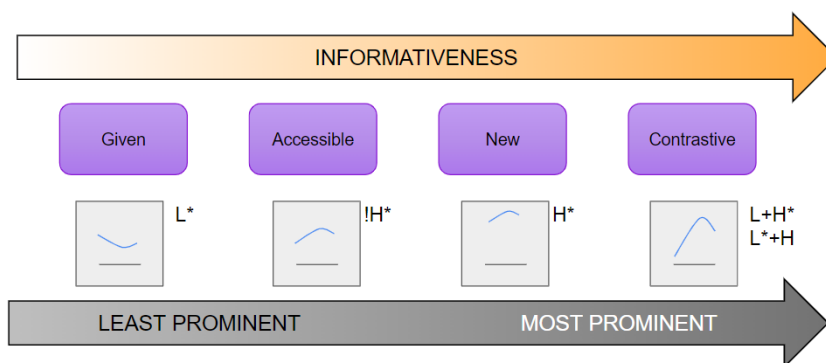 INFORMATIVENESS
Given
Accessible
New
Contrastive
L*
!H*
H*
L+H*
L*+H
LEAST PROMINENT
MOST PROMINENT